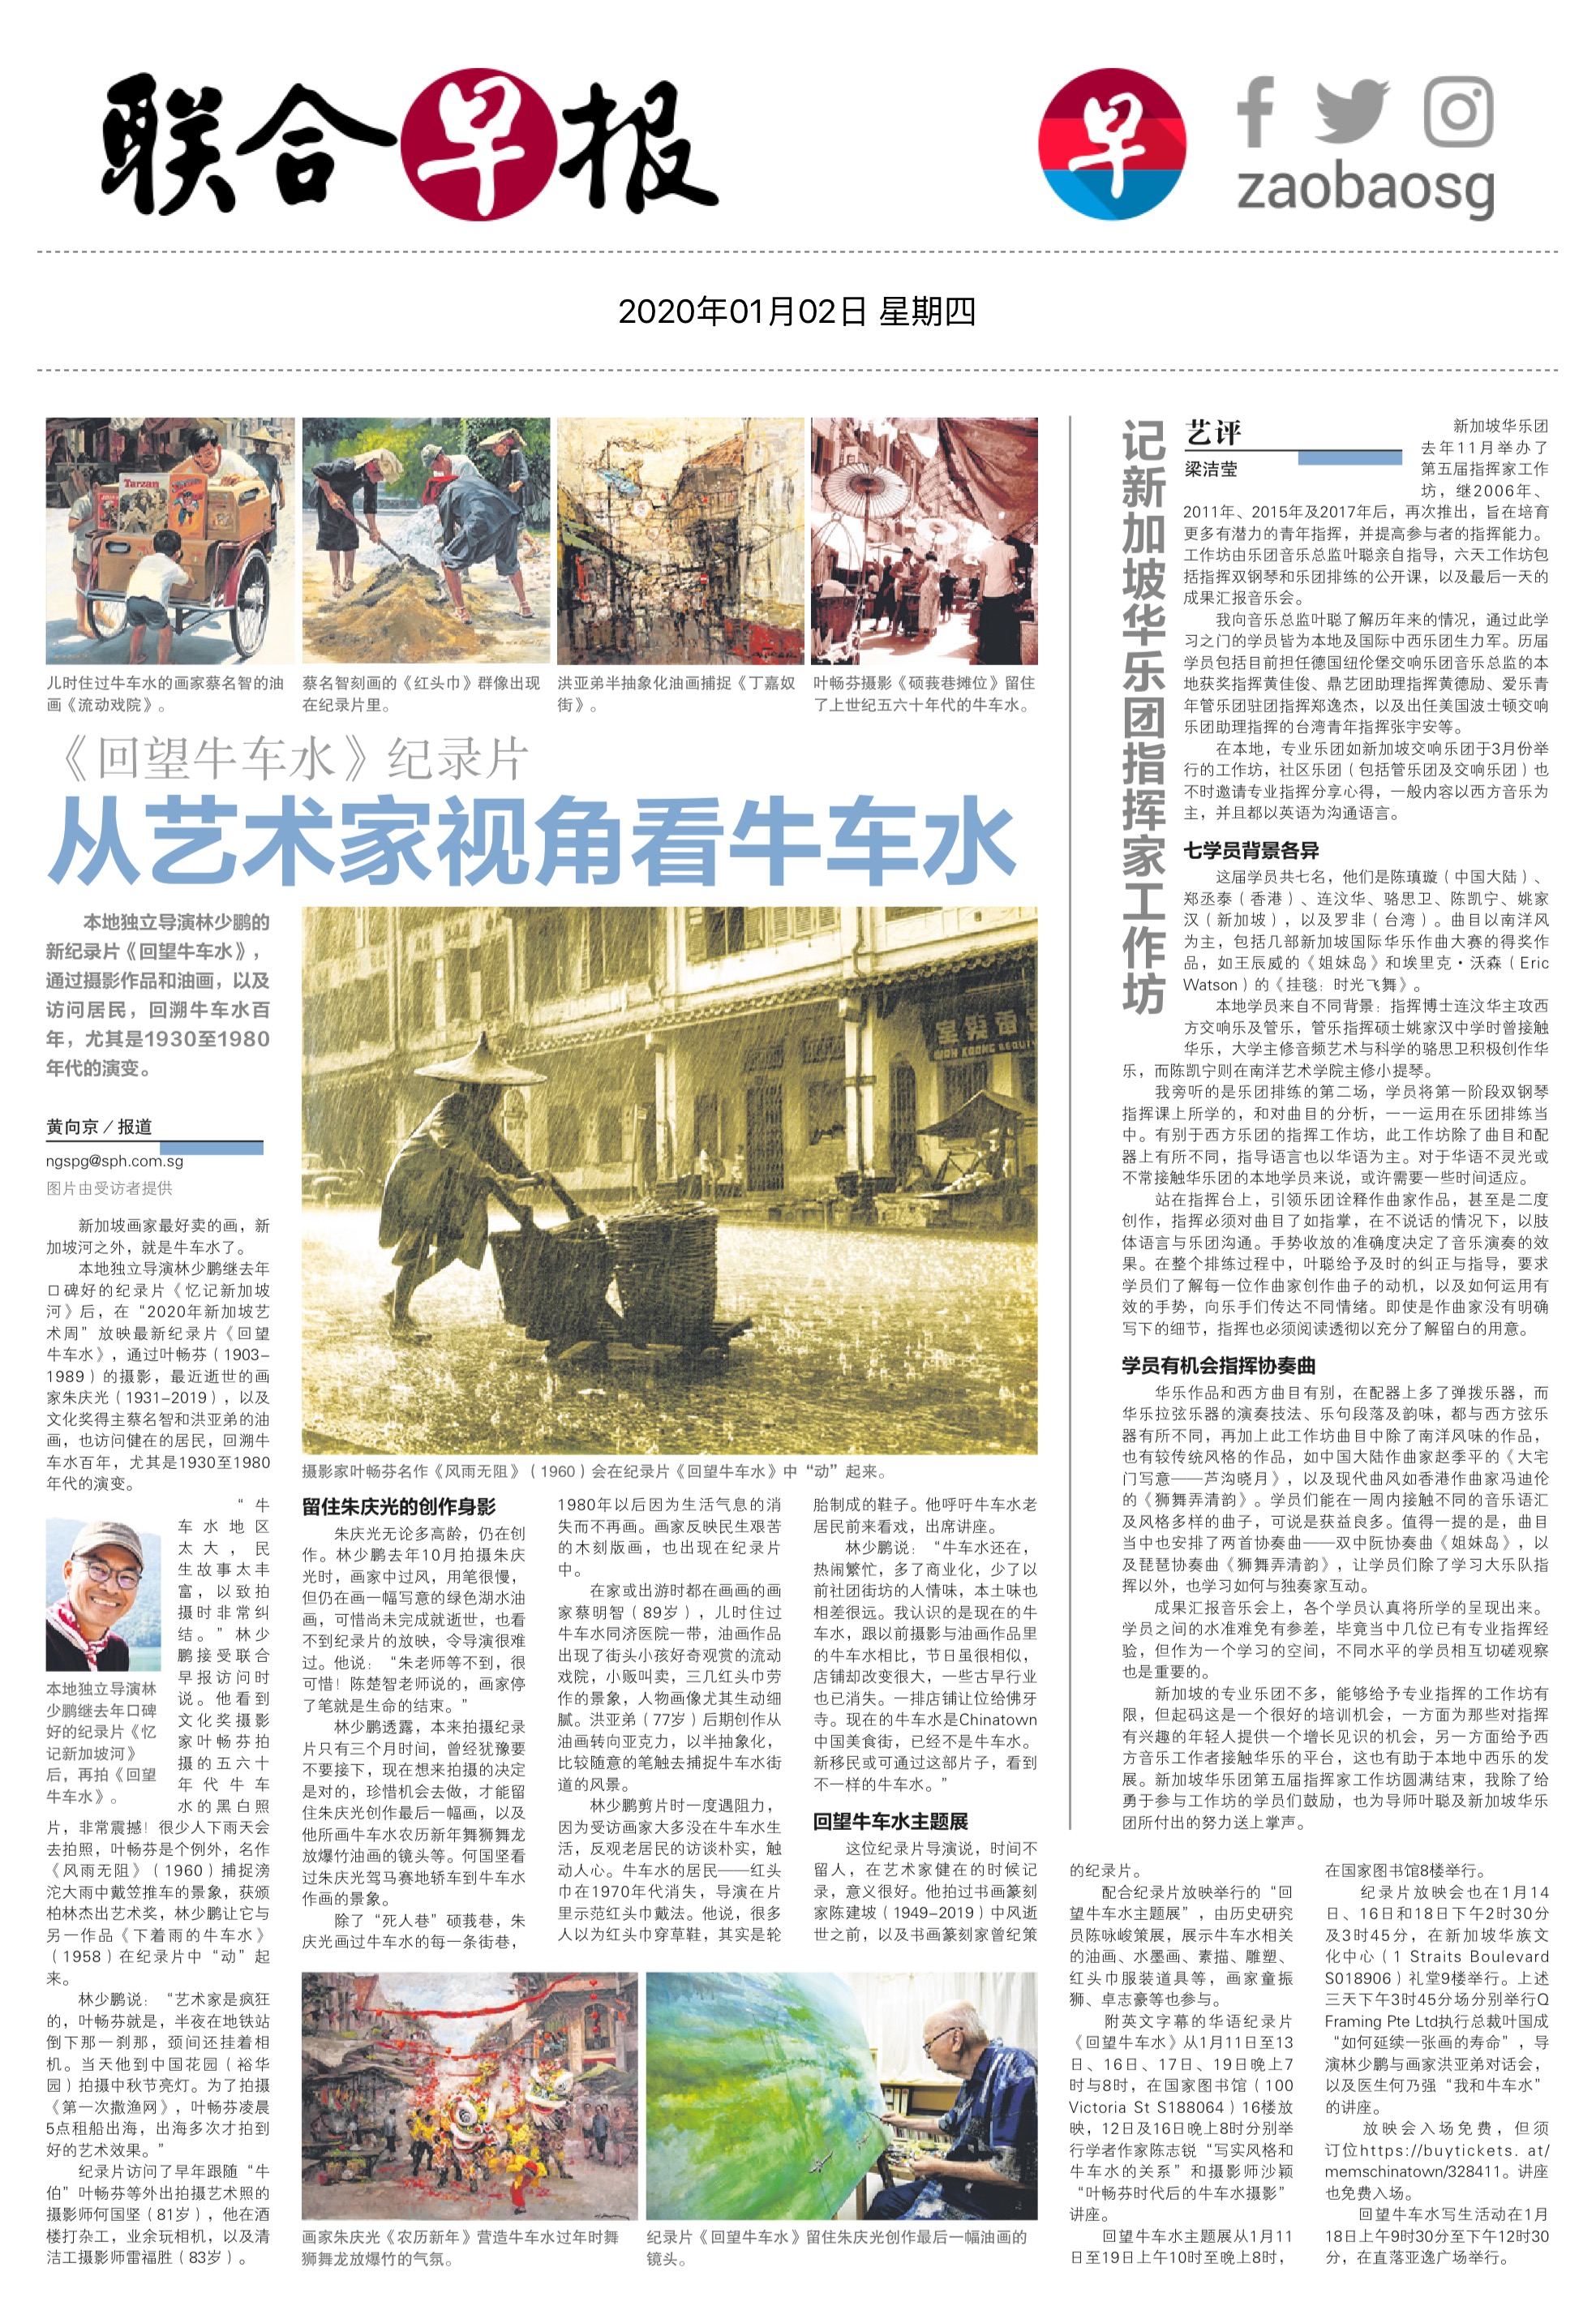 联合早报
早
zaobaosg
2020年01月02日 星期四
儿时住过牛车水的画家蔡名智的油
画《流动戏院》。
蔡名智刻画的《红头巾》群像出现
在纪录片里。
洪亚弟半抽象化油画捕捉《丁嘉奴
街》。
叶畅芬摄影《硕莪巷摊位》留住
了上世纪五六十年代的牛车水。
《回望牛车水》纪录片
从艺术家视角看牛车水
本地独立导演林少鹏的
新纪录片《回望牛车水》，
通过摄影作品和油画，以及
访问居民，回溯牛车水百
年，尤其是1930至1980
年代的演变。
黄向京／报道
ngspg@sph.com.sg
图片由受访者提供
新加坡画家最好卖的画，新
加坡河之外，就是牛车水了。
本地独立导演林少鹏继去年
口碑好的纪录片《忆记新加坡
河》后，在“2020年新加坡艺
术周”放映最新纪录片《回望
牛车水》，通过叶畅芬（1903–
1989）的摄影，最近逝世的画
家朱庆光（1931–2019），以及
文化奖得主蔡名智和洪亚弟的油
画，也访问健在的居民，回溯牛
车水百年，尤其是1930至1980
年代的演变。
“牛
车水地区
太大，民
生故事太丰
富，以致拍
摄时非常纠
结。”林少
鹏接受联合
早报访问时
说。他看到
文化奖摄影
家叶畅芬拍
摄的五六十
年代牛车
水的黑白照
片，非常震撼！很少人下雨天会
去拍照，叶畅芬是个例外，名作
《风雨无阻》（1960）捕捉滂
沱大雨中戴笠推车的景象，获颁
柏林杰出艺术奖，林少鹏让它与
另一作品《下着雨的牛车水》
（1958）在纪录片中“动”起
来。
林少鹏说：“艺术家是疯狂
的，叶畅芬就是，半夜在地铁站
倒下那一刹那，颈间还挂着相
机。当天他到中国花园（裕华
园）拍摄中秋节亮灯。为了拍摄
《第一次撒渔网》，叶畅芬凌晨
5点租船出海，出海多次才拍到
好的艺术效果。”
纪录片访问了早年跟随“牛
伯”叶畅芬等外出拍摄艺术照的
摄影师何国坚（81岁），他在酒
楼打杂工，业余玩相机，以及清
洁工摄影师雷福胜（83岁）。
本地独立导演林
少鹏继去年口碑
好的纪录片《忆
记新加坡河》
后，再拍《回望
牛车水》。
摄影家叶畅芬名作《风雨无阻》（1960）会在纪录片《回望牛车水》中“动”起来。
留住朱庆光的创作身影
朱庆光无论多高龄，仍在创
作。林少鹏去年10月拍摄朱庆
光时，画家中过风，用笔很慢，
但仍在画一幅写意的绿色湖水油
画，可惜尚未完成就逝世，也看
不到纪录片的放映，令导演很难
过。他说：“朱老师等不到，很
可惜！陈楚智老师说的，画家停
了笔就是生命的结束。”
林少鹏透露，本来拍摄纪录
片只有三个月时间，曾经犹豫要
不要接下，现在想来拍摄的决定
是对的，珍惜机会去做，才能留
住朱庆光创作最后一幅画，以及
他所画牛车水农历新年舞狮舞龙
放爆竹油画的镜头等。何国坚看
过朱庆光驾马赛地轿车到牛车水
作画的景象。
除了“死人巷”硕莪巷，朱
庆光画过牛车水的每一条街巷，
1980年以后因为生活气息的消
失而不再画。画家反映民生艰苦
的木刻版画，也出现在纪录片
中。
在家或出游时都在画画的画
家蔡明智（89岁），儿时住过
牛车水同济医院一带，油画作品
出现了街头小孩好奇观赏的流动
戏院，小贩叫卖，三几红头巾劳
作的景象，人物画像尤其生动细
腻。洪亚弟（77岁）后期创作从
油画转向亚克力，以半抽象化，
比较随意的笔触去捕捉牛车水街
道的风景。
林少鹏剪片时一度遇阻力，
因为受访画家大多没在牛车水生
活，反观老居民的访谈朴实，触
动人心。牛车水的居民——红头
巾在1970年代消失，导演在片
里示范红头巾戴法。他说，很多
人以为红头巾穿草鞋，其实是轮
胎制成的鞋子。他呼吁牛车水老
居民前来看戏，出席讲座。
林少鹏说：“牛车水还在，
热闹繁忙，多了商业化，少了以
前社团街坊的人情味，本土味也
相差很远。我认识的是现在的牛
车水，跟以前摄影与油画作品里
的牛车水相比，节日虽很相似，
店铺却改变很大，一些古早行业
也已消失。一排店铺让位给佛牙
寺。现在的牛车水是Chinatown
中国美食街，已经不是牛车水。
新移民或可通过这部片子，看到
不一样的牛车水。”
回望牛车水主题展
这位纪录片导演说，时间不
留人，在艺术家健在的时候记
录，意义很好。他拍过书画篆刻
家陈建坡（1949–2019）中风逝
世之前，以及书画篆刻家曾纪策
的纪录片。
配合纪录片放映举行的“回
望牛车水主题展”，由历史研究
员陈咏峻策展，展示牛车水相关
的油画、水墨画、素描、雕塑、
红头巾服装道具等，画家童振
狮、卓志豪等也参与。
附英文字幕的华语纪录片
《回望牛车水》从1月11日至13
日、16日、17日、19日晚上7
时与8时，在国家图书馆（100
Victoria St S188064）16楼放
映，12日及16日晚上8时分别举
行学者作家陈志锐“写实风格和
牛车水的关系”和摄影师沙颖
“叶畅芬时代后的牛车水摄影”
讲座。
回望牛车水主题展从1月11
日至19日上午10时至晚上8时，
在国家图书馆8楼举行。
纪录片放映会也在1月14
日、16日和18日下午2时30分
及3时45分，在新加坡华族文
化中心（1 Straits Boulevard
S018906）礼堂9楼举行。上述
三天下午3时45分场分别举行Q
Framing Pte Ltd执行总裁叶国成
“如何延续一张画的寿命”，导
演林少鹏与画家洪亚弟对话会，
以及医生何乃强“我和牛车水”
的讲座。
放映会入场免费，但须
订位https://buytickets. at/
memschinatown/328411。讲座
也免费入场。
回望牛车水写生活动在1月
18日上午9时30分至下午12时30
分，在直落亚逸广场举行。
画家朱庆光《农历新年》营造牛车水过年时舞
狮舞龙放爆竹的气氛。
纪录片《回望牛车水》留住朱庆光创作最后一幅油画的
镜头。
记新加坡华乐团指挥家工作坊
艺评
梁洁莹
新加坡华乐团
去年11月举办了
第五届指挥家工作
坊，继2006年、
2011年、2015年及2017年后，再次推出，旨在培育
更多有潜力的青年指挥，并提高参与者的指挥能力。
工作坊由乐团音乐总监叶聪亲自指导，六天工作坊包
括指挥双钢琴和乐团排练的公开课，以及最后一天的
成果汇报音乐会。
我向音乐总监叶聪了解历年来的情况，通过此学
习之门的学员皆为本地及国际中西乐团生力军。历届
学员包括目前担任德国纽伦堡交响乐团音乐总监的本
地获奖指挥黄佳俊、鼎艺团助理指挥黄德励、爱乐青
年管乐团驻团指挥郑逸杰，以及出任美国波士顿交响
乐团助理指挥的台湾青年指挥张宇安等。
在本地，专业乐团如新加坡交响乐团于3月份举
行的工作坊，社区乐团（包括管乐团及交响乐团）也
不时邀请专业指挥分享心得，一般内容以西方音乐为
主，并且都以英语为沟通语言。
七学员背景各异
这届学员共七名，他们是陈瑱璇（中国大陆）、
郑丞泰（香港）、连汶华、骆思卫、陈凯宁、姚家
汉（新加坡），以及罗非（台湾）。曲目以南洋风
为主，包括几部新加坡国际华乐作曲大赛的得奖作
品，如王辰威的《姐妹岛》和埃里克·沃森（Eric
Watson）的《挂毯：时光飞舞》。
本地学员来自不同背景：指挥博士连汶华主攻西
方交响乐及管乐，管乐指挥硕士姚家汉中学时曾接触
华乐，大学主修音频艺术与科学的骆思卫积极创作华
乐，而陈凯宁则在南洋艺术学院主修小提琴。
我旁听的是乐团排练的第二场，学员将第一阶段双钢琴
指挥课上所学的，和对曲目的分析，一一运用在乐团排练当
中。有别于西方乐团的指挥工作坊，此工作坊除了曲目和配
器上有所不同，指导语言也以华语为主。对于华语不灵光或
不常接触华乐团的本地学员来说，或许需要一些时间适应。
站在指挥台上，引领乐团诠释作曲家作品，甚至是二度
创作，指挥必须对曲目了如指掌，在不说话的情况下，以肢
体语言与乐团沟通。手势收放的准确度决定了音乐演奏的效
果。在整个排练过程中，叶聪给予及时的纠正与指导，要求
学员们了解每一位作曲家创作曲子的动机，以及如何运用有
效的手势，向乐手们传达不同情绪。即使是作曲家没有明确
写下的细节，指挥也必须阅读透彻以充分了解留白的用意。
学员有机会指挥协奏曲
华乐作品和西方曲目有别，在配器上多了弹拨乐器，而
华乐拉弦乐器的演奏技法、乐句段落及韵味，都与西方弦乐
器有所不同，再加上此工作坊曲目中除了南洋风味的作品，
也有较传统风格的作品，如中国大陆作曲家赵季平的《大宅
门写意——芦沟晓月》，以及现代曲风如香港作曲家冯迪伦
的《狮舞弄清韵》。学员们能在一周内接触不同的音乐语汇
及风格多样的曲子，可说是获益良多。值得一提的是，曲目
当中也安排了两首协奏曲——双中阮协奏曲《姐妹岛》，以
及琵琶协奏曲《狮舞弄清韵》，让学员们除了学习大乐队指
挥以外，也学习如何与独奏家互动。
成果汇报音乐会上，各个学员认真将所学的呈现出来。
学员之间的水准难免有参差，毕竟当中几位已有专业指挥经
验，但作为一个学习的空间，不同水平的学员相互切磋观察
也是重要的。
新加坡的专业乐团不多，能够给予专业指挥的工作坊有
限，但起码这是一个很好的培训机会，一方面为那些对指挥
有兴趣的年轻人提供一个增长见识的机会，另一方面给予西
方音乐工作者接触华乐的平台，这也有助于本地中西乐的发
展。新加坡华乐团第五届指挥家工作坊圆满结束，我除了给
勇于参与工作坊的学员们鼓励，也为导师叶聪及新加坡华乐
团所付出的努力送上掌声。
Tarzan